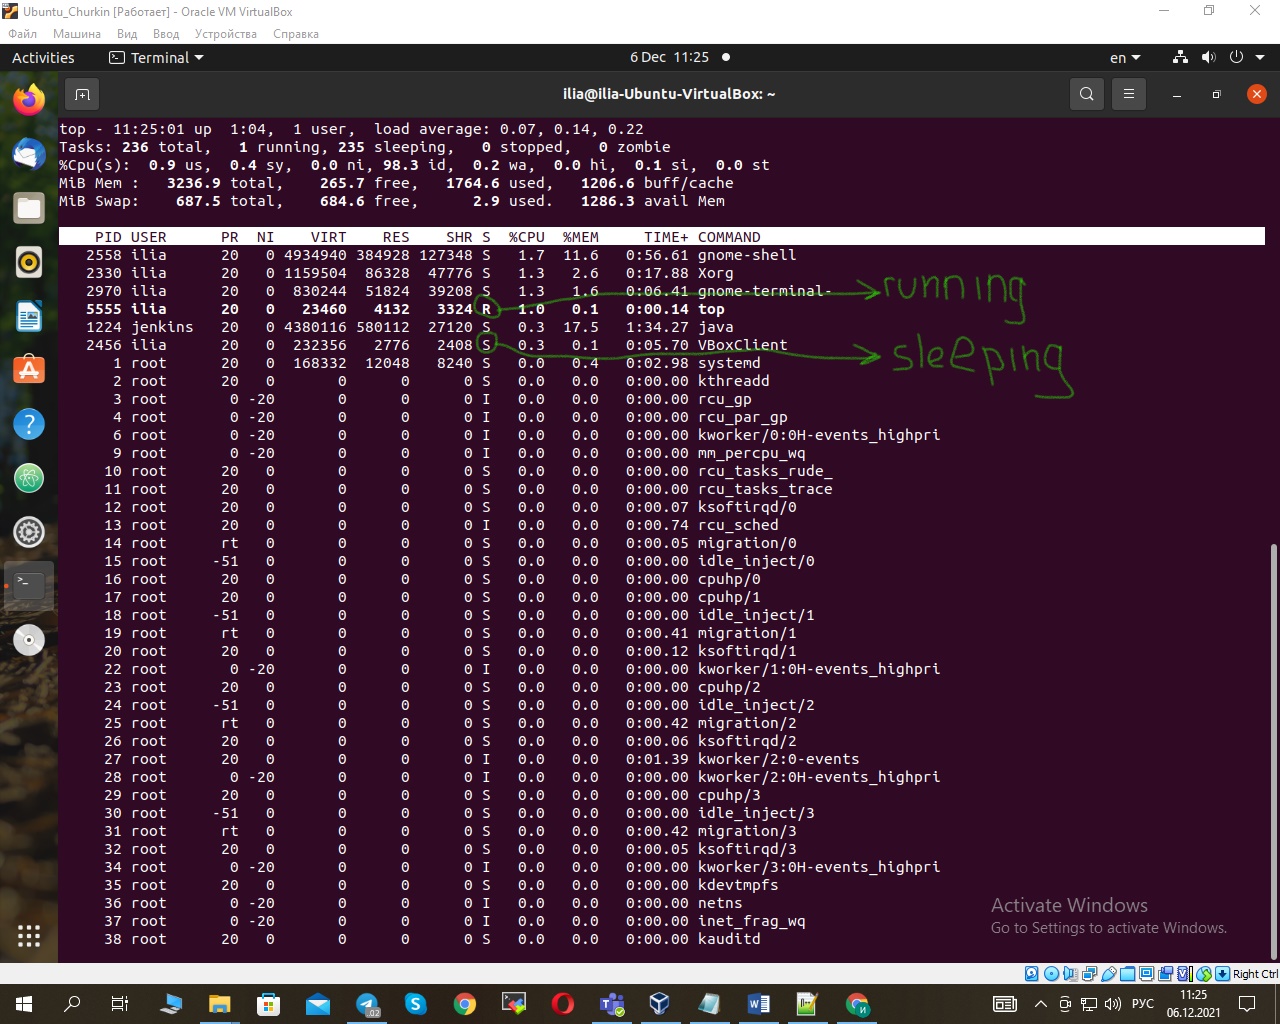 Ubuntu_Churkin [Работает] - Oracle VM VirtualBox
Файл Машина Вид Ввод Устройства Справка
Activities Terminal 6 Dec 11:25 en
ilia@ilia-Ubuntu-VirtualBox: ~
top - 11:25:01 up  1:04,  1 user,  load average: 0.07, 0.14, 0.22
Tasks: 236 total,   1 running, 235 sleeping,   0 stopped,   0 zombie
%Cpu(s):  0.9 us,  0.4 sy,  0.0 ni, 98.3 id,  0.2 wa,  0.0 hi,  0.1 si,  0.0 st
MiB Mem :   3236.9 total,    265.7 free,   1764.6 used,   1206.6 buff/cache
MiB Swap:    687.5 total,    684.6 free,      2.9 used.   1286.3 avail Mem
PID USER PR NI VIRT RES SHR S %CPU %MEM TIME+ COMMAND
2558 ilia 20 0 4934940 384928 127348 S 1.7 11.6 0:56.61 gnome-shell
2330 ilia 20 0 1159504 86328 47776 S 1.3 2.6 0:17.88 Xorg
2970 ilia 20 0 830244 51824 39208 S 1.3 1.6 0:06.41 gnome-terminal- running
5555 ilia 20 0 23460 4132 3324 R 1.0 0.1 0:00.14 top
1224 jenkins 20 0 4380116 580112 27120 S 0.3 17.5 1:34.27 java
2456 ilia 20 0 232356 2776 2408 S 0.3 0.1 0:05.70 VBoxClient sleeping
1 root 20 0 168332 12048 8240 S 0.0 0.4 0:02.98 systemd
2 root 20 0 0 0 0 S 0.0 0.0 0:00.00 kthreadd
3 root 0 -20 0 0 0 I 0.0 0.0 0:00.00 rcu_gp
4 root 0 -20 0 0 0 I 0.0 0.0 0:00.00 rcu_par_gp
6 root 0 -20 0 0 0 I 0.0 0.0 0:00.00 kworker/0:0H-events_highpri
9 root 0 -20 0 0 0 I 0.0 0.0 0:00.00 mm_percpu_wq
10 root 20 0 0 0 0 S 0.0 0.0 0:00.00 rcu_tasks_rude_
11 root 20 0 0 0 0 S 0.0 0.0 0:00.00 rcu_tasks_trace
12 root 20 0 0 0 0 S 0.0 0.0 0:00.07 ksoftirqd/0
13 root 20 0 0 0 0 I 0.0 0.0 0:00.74 rcu_sched
14 root rt 0 0 0 0 S 0.0 0.0 0:00.05 migration/0
15 root -51 0 0 0 0 S 0.0 0.0 0:00.00 idle_inject/0
16 root 20 0 0 0 0 S 0.0 0.0 0:00.00 cpuhp/0
17 root 20 0 0 0 0 S 0.0 0.0 0:00.00 cpuhp/1
18 root -51 0 0 0 0 S 0.0 0.0 0:00.00 idle_inject/1
19 root rt 0 0 0 0 S 0.0 0.0 0:00.41 migration/1
20 root 20 0 0 0 0 S 0.0 0.0 0:00.12 ksoftirqd/1
22 root 0 -20 0 0 0 I 0.0 0.0 0:00.00 kworker/1:0H-events_highpri
23 root 20 0 0 0 0 S 0.0 0.0 0:00.00 cpuhp/2
24 root -51 0 0 0 0 S 0.0 0.0 0:00.00 idle_inject/2
25 root rt 0 0 0 0 S 0.0 0.0 0:00.42 migration/2
26 root 20 0 0 0 0 S 0.0 0.0 0:00.06 ksoftirqd/2
27 root 20 0 0 0 0 I 0.0 0.0 0:01.39 kworker/2:0-events
28 root 0 -20 0 0 0 I 0.0 0.0 0:00.00 kworker/2:0H-events_highpri
29 root 20 0 0 0 0 S 0.0 0.0 0:00.00 cpuhp/3
30 root -51 0 0 0 0 S 0.0 0.0 0:00.00 idle_inject/3
31 root rt 0 0 0 0 S 0.0 0.0 0:00.42 migration/3
32 root 20 0 0 0 0 S 0.0 0.0 0:00.05 ksoftirqd/3
34 root 0 -20 0 0 0 I 0.0 0.0 0:00.00 kworker/3:0H-events_highpri
35 root 20 0 0 0 0 S 0.0 0.0 0:00.00 kdevtmpfs
36 root 0 -20 0 0 0 I 0.0 0.0 0:00.00 netns
37 root 0 -20 0 0 0 I 0.0 0.0 0:00.00 inet_frag_wq
38 root 20 0 0 0 0 S 0.0 0.0 0:00.00 kauditd
Activate Windows
Go to Settings to activate Windows.
Right Ctrl
РУС 11:25
06.12.2021